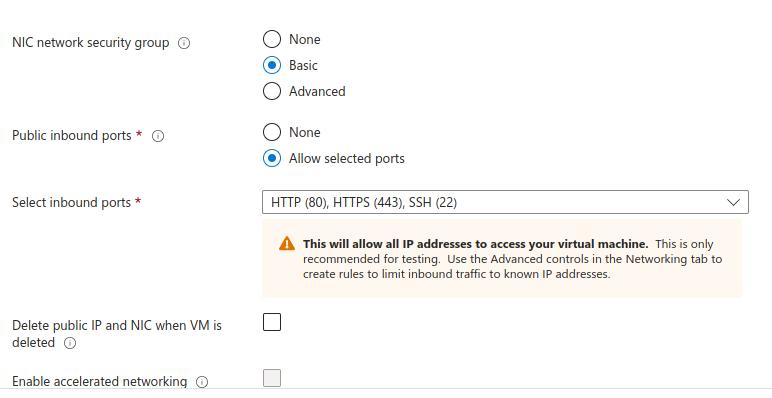 NIC network security group
None
Basic
Advanced
Public inbound ports *
None
Allow selected ports
Select inbound ports *
HTTP (80), HTTPS (443), SSH (22)
This will allow all IP addresses to access your virtual machine. This is only
recommended for testing. Use the Advanced controls in the Networking tab to
create rules to limit inbound traffic to known IP addresses.
Delete public IP and NIC when VM is
deleted
Enable accelerated networking